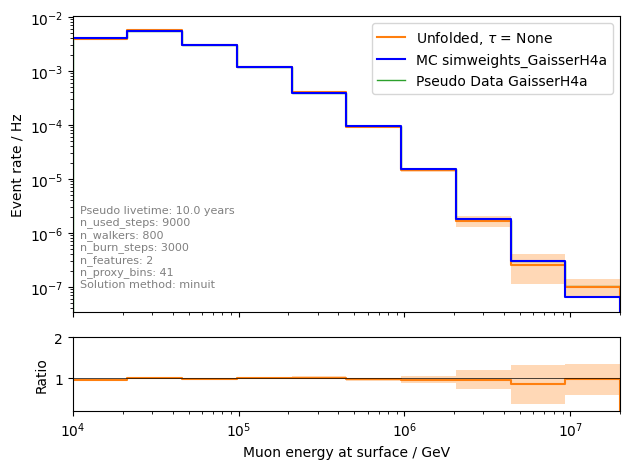 10⁻²
10⁻³
10⁻⁴
10⁻⁵
10⁻⁶
10⁻⁷
Event rate / Hz
Unfolded, τ = None
MC simweights_GaisserH4a
Pseudo Data GaisserH4a
Pseudo livetime: 10.0 years
n_used_steps: 9000
n_walkers: 800
n_burn_steps: 3000
n_features: 2
n_proxy_bins: 41
Solution method: minuit
2
1
Ratio
10⁴ 10⁵ 10⁶ 10⁷
Muon energy at surface / GeV